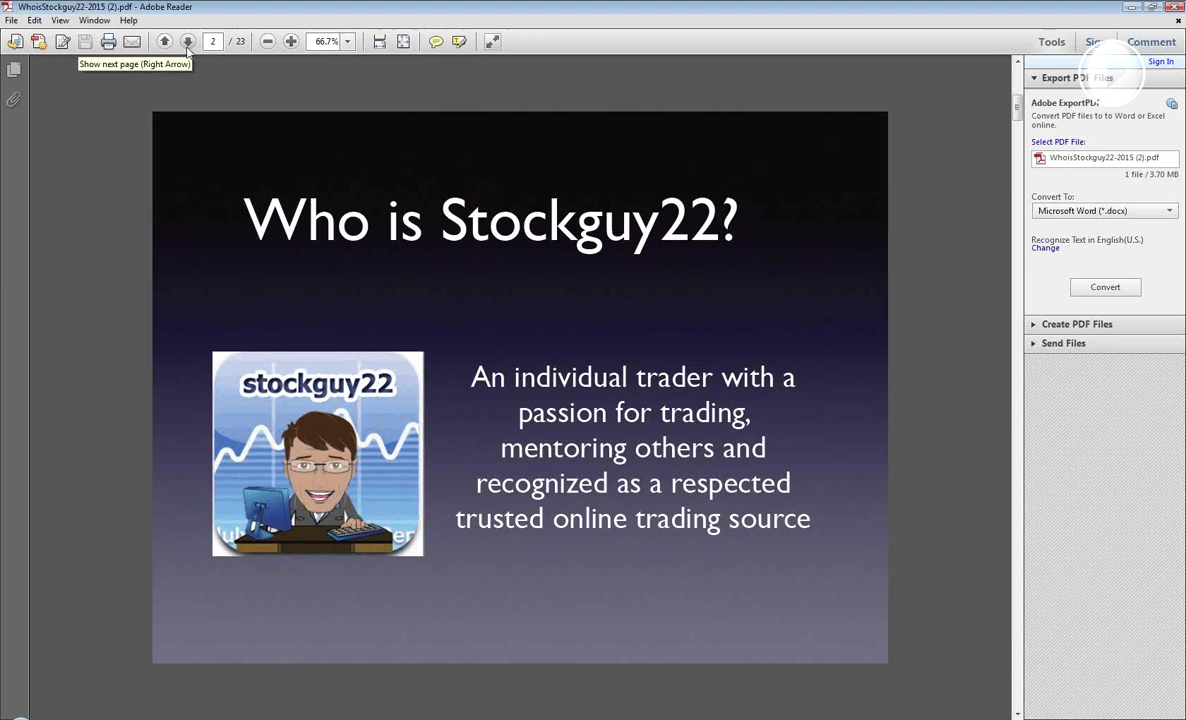 WhoisStockguy22-2015 (2).pdf - Adobe Reader
File Edit View Window Help
2 / 23 66.7% Tools Comment
Show next page (Right Arrow)
Sign In
Export PDF Files
Adobe ExportPDF
Convert PDF files to to Word or Excel
online.
Select PDF File:
WhoisStockguy22-2015 (2).pdf
1 file / 3.70 MB
Convert To:
Microsoft Word (*.docx)
Recognize Text in English(U.S.)
Change
Convert
Create PDF Files
Send Files
Who is Stockguy22?
stockguy22
An individual trader with a
passion for trading,
mentoring others and
recognized as a respected
trusted online trading source